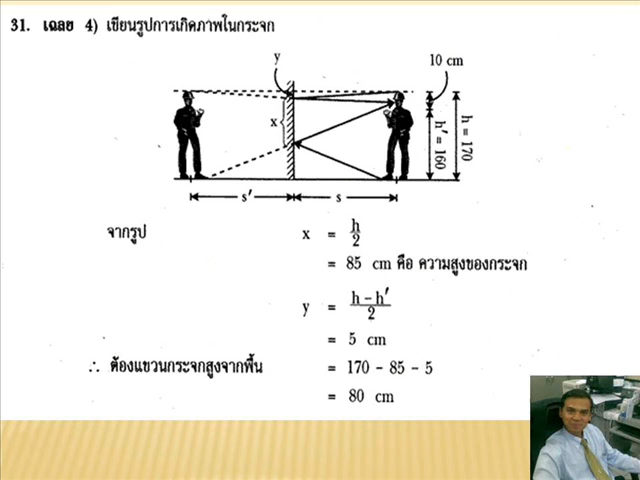 31. เฉลย 4) เขียนรูปการเกิดภาพในกระจก
y
10 cm
x
h' = 160
h = 170
s'
s
จากรูป x = h/2
= 85 cm คือ ความสูงของกระจก
y = h – h'/2
= 5 cm
∴ ต้องแขวนกระจกสูงจากพื้น = 170 – 85 – 5
= 80 cm